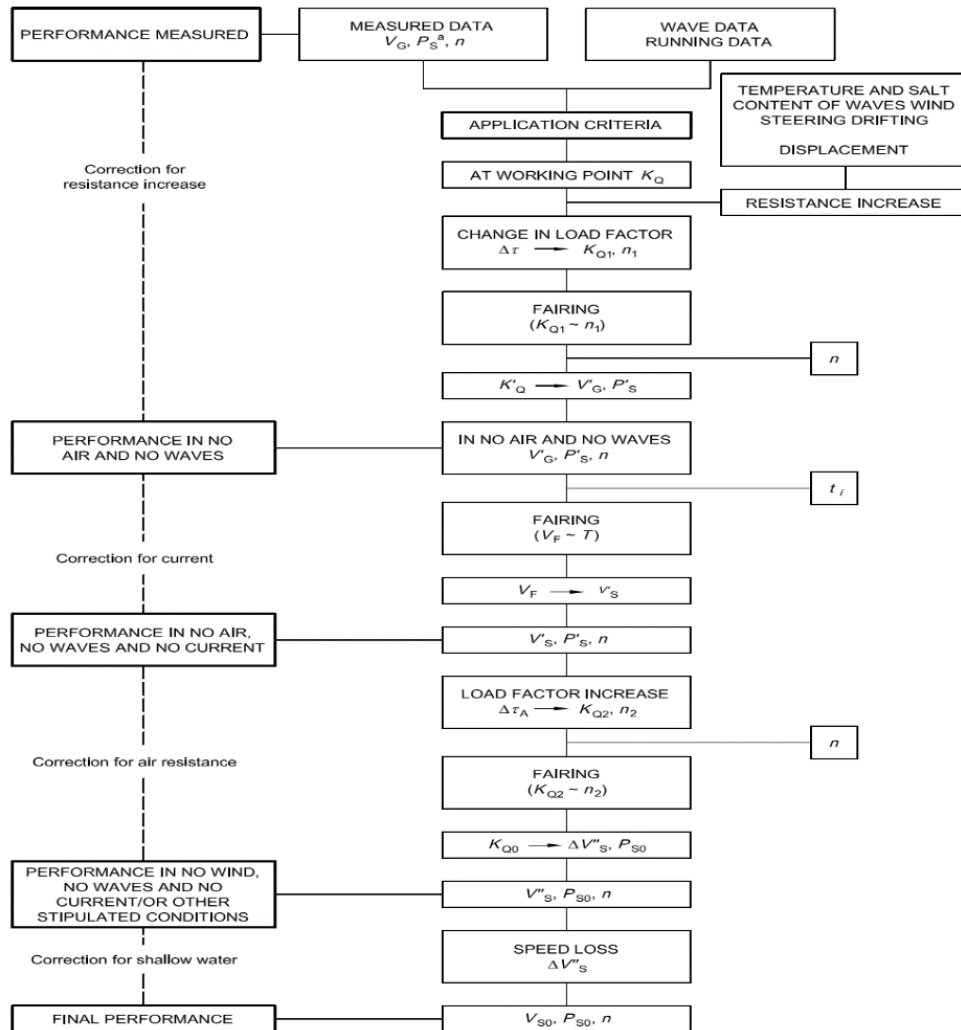 PERFORMANCE MEASURED
MEASURED DATA
V_G, P_S^a, n
WAVE DATA
RUNNING DATA
TEMPERATURE AND SALT
CONTENT OF WAVES WIND
STEERING DRIFTING
DISPLACEMENT
APPLICATION CRITERIA
Correction for
resistance increase
AT WORKING POINT K_Q
RESISTANCE INCREASE
CHANGE IN LOAD FACTOR
Δτ → K_Q1, n_1
FAIRING
(K_Q1 ~ n_1)
n
K'_Q → V'_G, P'_S
PERFORMANCE IN NO
AIR AND NO WAVES
IN NO AIR AND NO WAVES
V'_G, P'_S, n
t_i
FAIRING
(V_F ~ T)
Correction for current
V_F → v'_S
PERFORMANCE IN NO AIR,
NO WAVES AND NO CURRENT
V'_S, P'_S, n
LOAD FACTOR INCREASE
Δτ_A → K_Q2, n_2
n
Correction for air resistance
FAIRING
(K_Q2 ~ n_2)
K_Q0 → ΔV"_S, P_S0
PERFORMANCE IN NO WIND,
NO WAVES AND NO
CURRENT/OR OTHER
STIPULATED CONDITIONS
V"_S, P_S0, n
Correction for shallow water
SPEED LOSS
ΔV"_S
FINAL PERFORMANCE
V_S0, P_S0, n